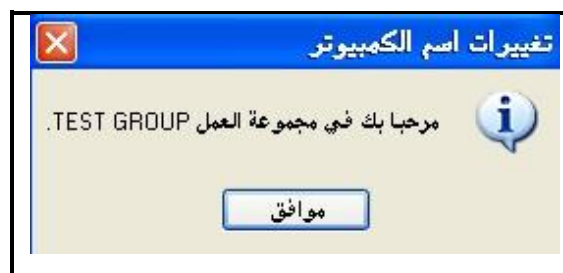 تغييرات اسم الكمبيوتر
مرحبا بك في مجموعة العمل TEST GROUP.
موافق